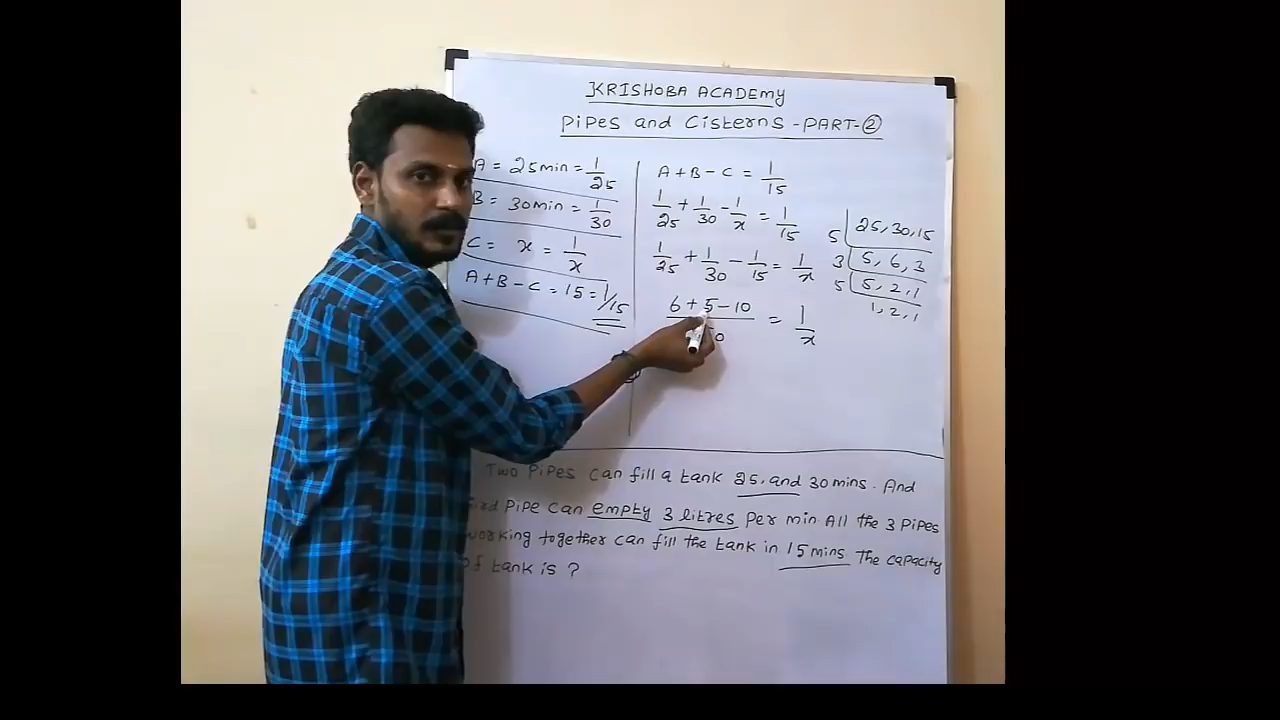 KRISHOBA ACADEMY
Pipes and Cisterns - PART - ②
A = 25min = 1/25
B = 30min = 1/30
C = x = 1/x
A+B-C = 15 = 1/15
A+B-C = 1/15
1/25 + 1/30 - 1/x = 1/15
1/25 + 1/30 - 1/15 = 1/x
6+5-10 / 0 = 1/x
5 | 25, 30, 15
3 | 5, 6, 3
5 | 5, 2, 1
1, 2, 1
Two Pipes can fill a tank 25, and 30mins. And
Pipe can empty 3 litres per min All the 3 pipes
working together can fill the tank in 15 mins The capacity
of tank is ?